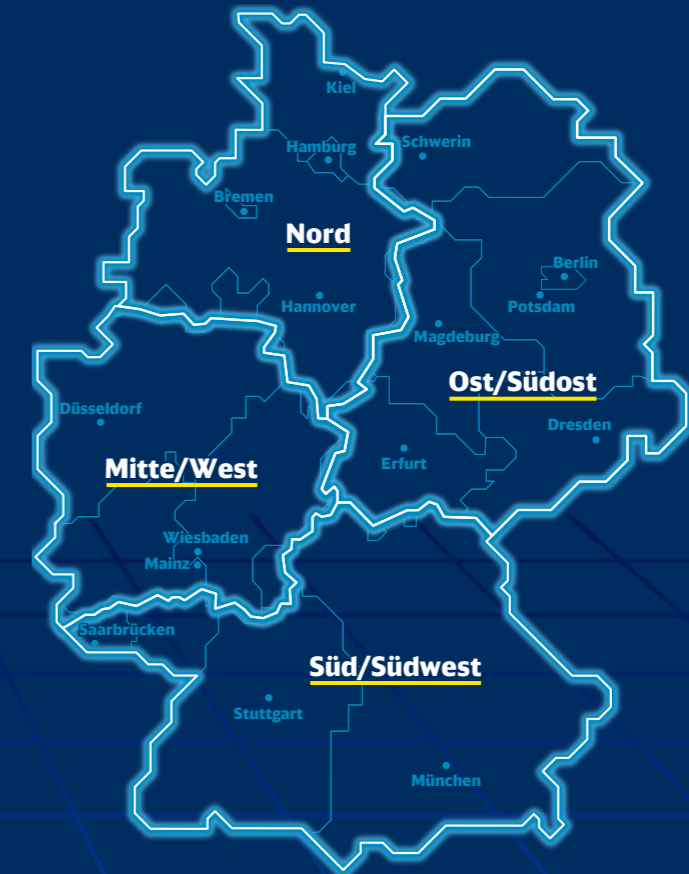 Kiel
Schwerin
Hamburg
Bremen
Nord
Berlin
Hannover
Potsdam
Magdeburg
Ost/Südost
Düsseldorf
Dresden
Erfurt
Mitte/West
Wiesbaden
Mainz
Saarbrücken
Süd/Südwest
Stuttgart
München